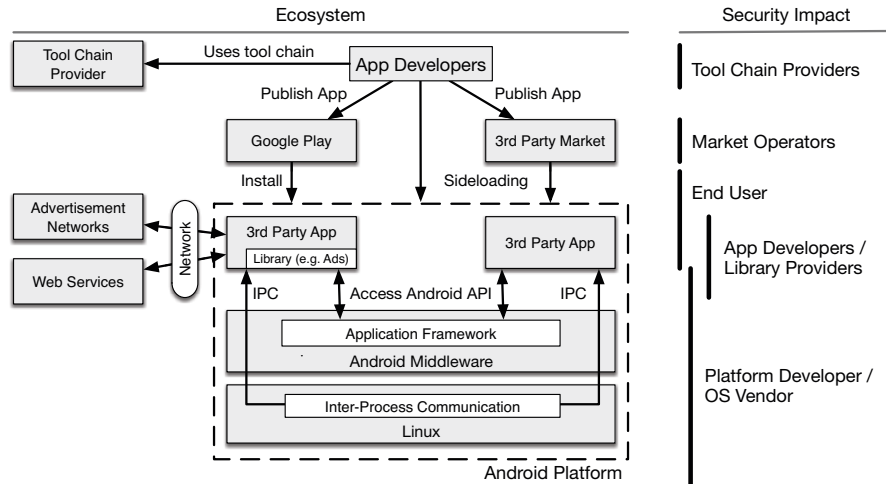 Ecosystem
Security Impact
Tool Chain
Provider
Uses tool chain
App Developers
Tool Chain Providers
Publish App
Publish App
Google Play
3rd Party Market
Market Operators
Install
Sideloading
End User
Advertisement
Networks
Network
3rd Party App
Library (e.g. Ads)
3rd Party App
App Developers /
Library Providers
Web Services
IPC
Access Android API
IPC
Application Framework
Android Middleware
Platform Developer /
OS Vendor
Inter-Process Communication
Linux
Android Platform